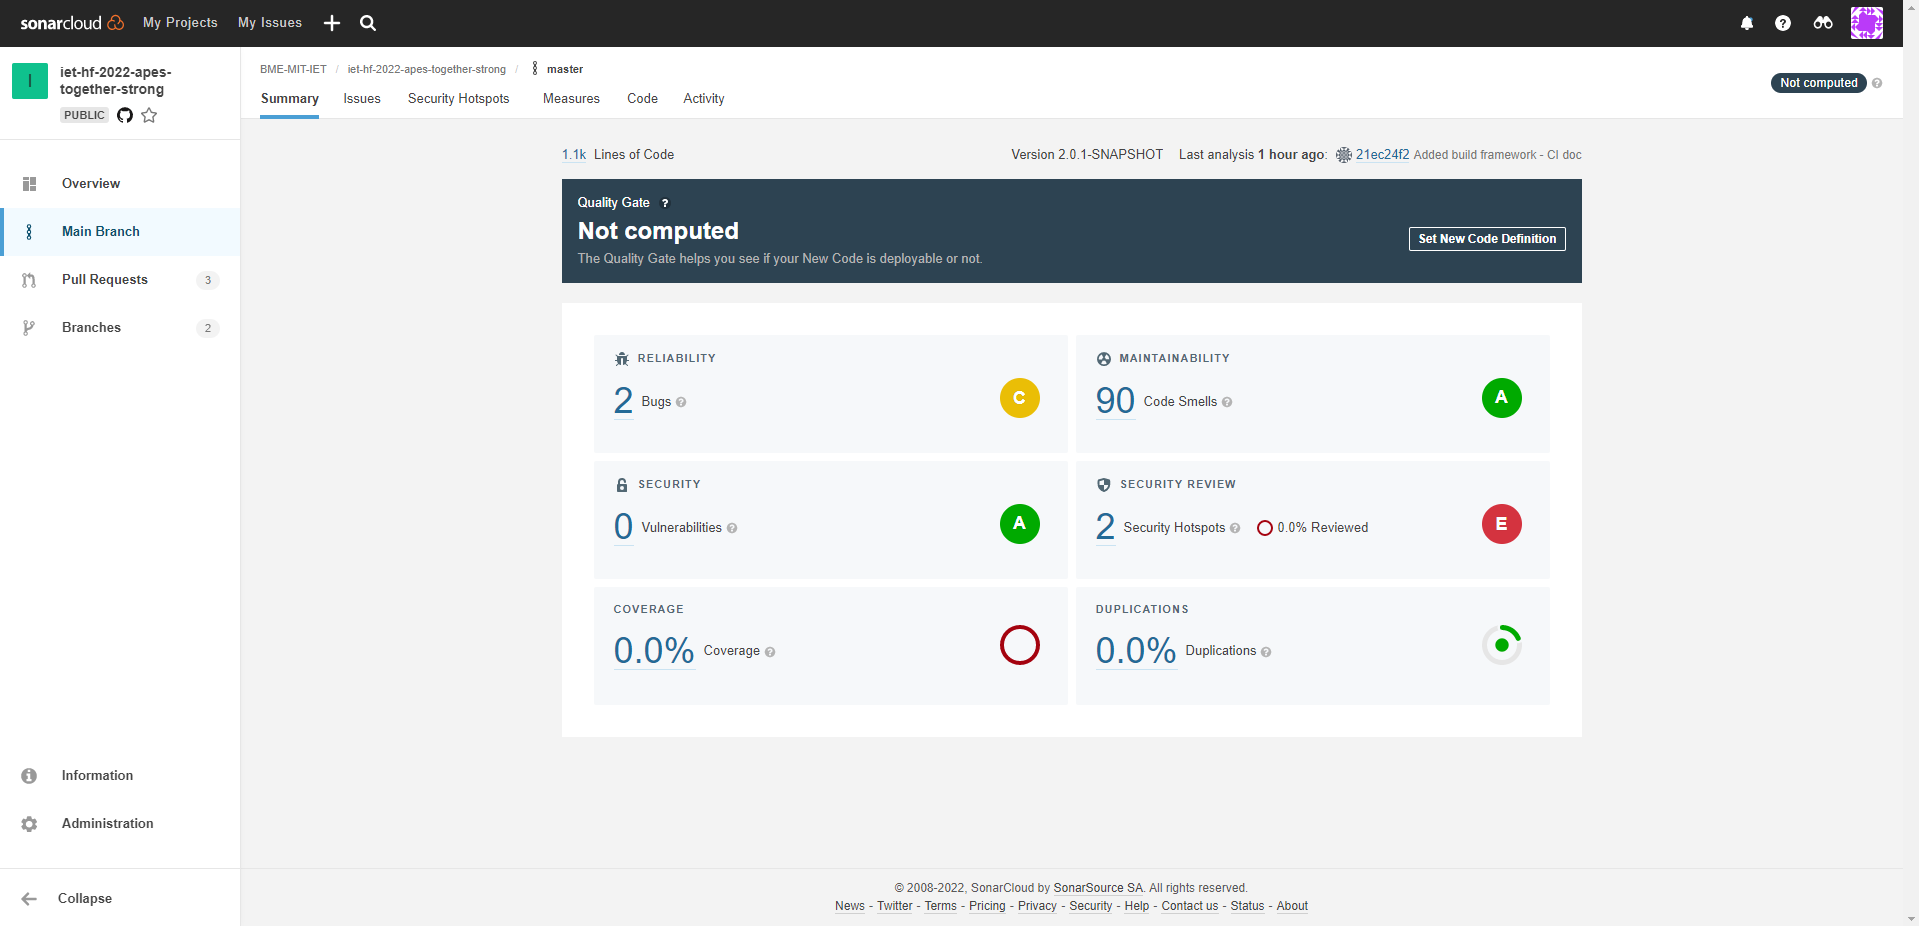 sonarcloud My Projects My Issues
I
iet-hf-2022-apes-
together-strong
PUBLIC
Overview
Main Branch
Pull Requests 3
Branches 2
Information
Administration
Collapse
BME-MIT-IET / iet-hf-2022-apes-together-strong / master
Summary Issues Security Hotspots Measures Code Activity
Not computed ?
1.1k Lines of Code
Version 2.0.1-SNAPSHOT Last analysis 1 hour ago: 21ec24f2 Added build framework - CI doc
Quality Gate ?
Not computed
The Quality Gate helps you see if your New Code is deployable or not.
Set New Code Definition
RELIABILITY
2 Bugs ? C
MAINTAINABILITY
90 Code Smells ? A
SECURITY
0 Vulnerabilities ? A
SECURITY REVIEW
2 Security Hotspots ? 0.0% Reviewed E
COVERAGE
0.0% Coverage ?
DUPLICATIONS
0.0% Duplications ?
© 2008-2022, SonarCloud by SonarSource SA. All rights reserved.
News - Twitter - Terms - Pricing - Privacy - Security - Help - Contact us - Status - About